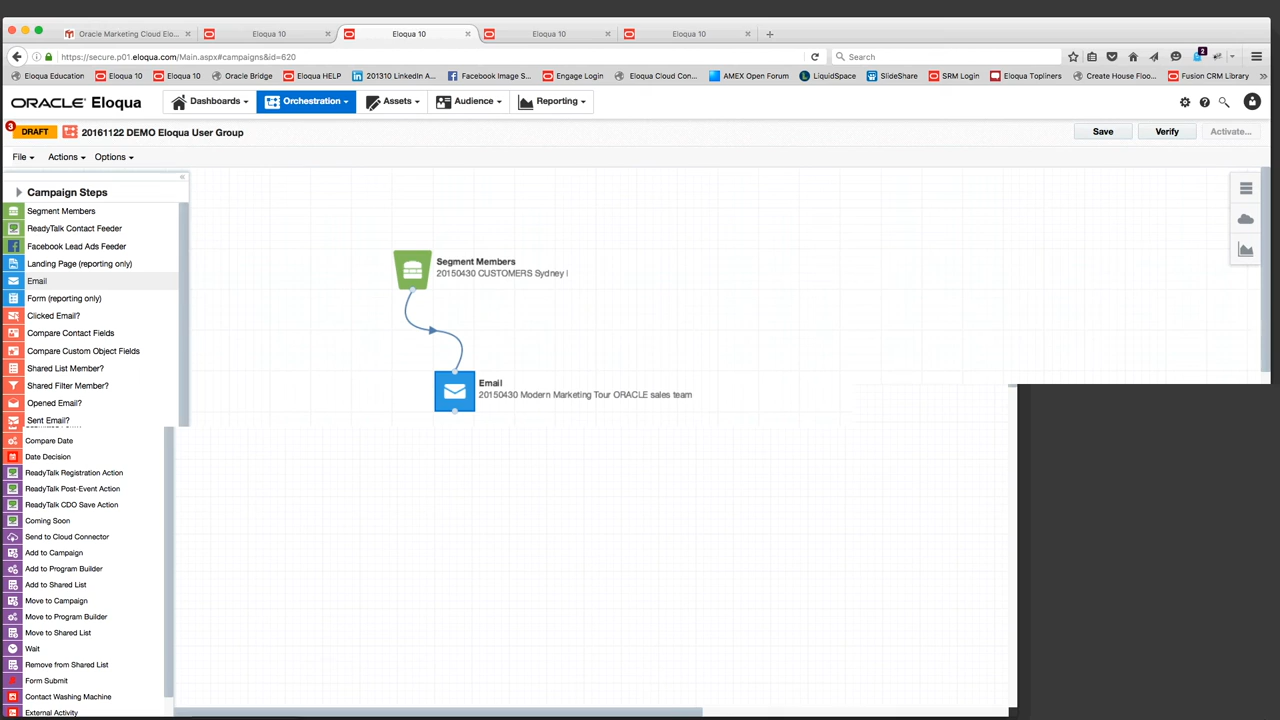 Oracle Marketing Cloud Elo...
Eloqua 10
Eloqua 10
Eloqua 10
Eloqua 10
https://secure.p01.eloqua.com/Main.aspx#campaigns&id=620
Search
2
Eloqua Education
Eloqua 10
Eloqua 10
Oracle Bridge
Eloqua HELP
201310 LinkedIn A...
Facebook Image S...
Engage Login
Eloqua Cloud Con...
AMEX Open Forum
LiquidSpace
SlideShare
SRM Login
Eloqua Topliners
Create House Floo...
Fusion CRM Library
ORACLE Eloqua
Dashboards
Orchestration
Assets
Audience
Reporting
3
DRAFT
20161122 DEMO Eloqua User Group
Save
Verify
Activate...
File
Actions
Options
Campaign Steps
Segment Members
ReadyTalk Contact Feeder
Facebook Lead Ads Feeder
Landing Page (reporting only)
Email
Form (reporting only)
Clicked Email?
Compare Contact Fields
Compare Custom Object Fields
Shared List Member?
Shared Filter Member?
Opened Email?
Sent Email?
Compare Date
Date Decision
ReadyTalk Registration Action
ReadyTalk Post-Event Action
ReadyTalk CDO Save Action
Coming Soon
Send to Cloud Connector
Add to Campaign
Add to Program Builder
Add to Shared List
Move to Campaign
Move to Program Builder
Move to Shared List
Wait
Remove from Shared List
Form Submit
Contact Washing Machine
External Activity
Segment Members
20150430 CUSTOMERS Sydney
Email
20150430 Modern Marketing Tour ORACLE sales team